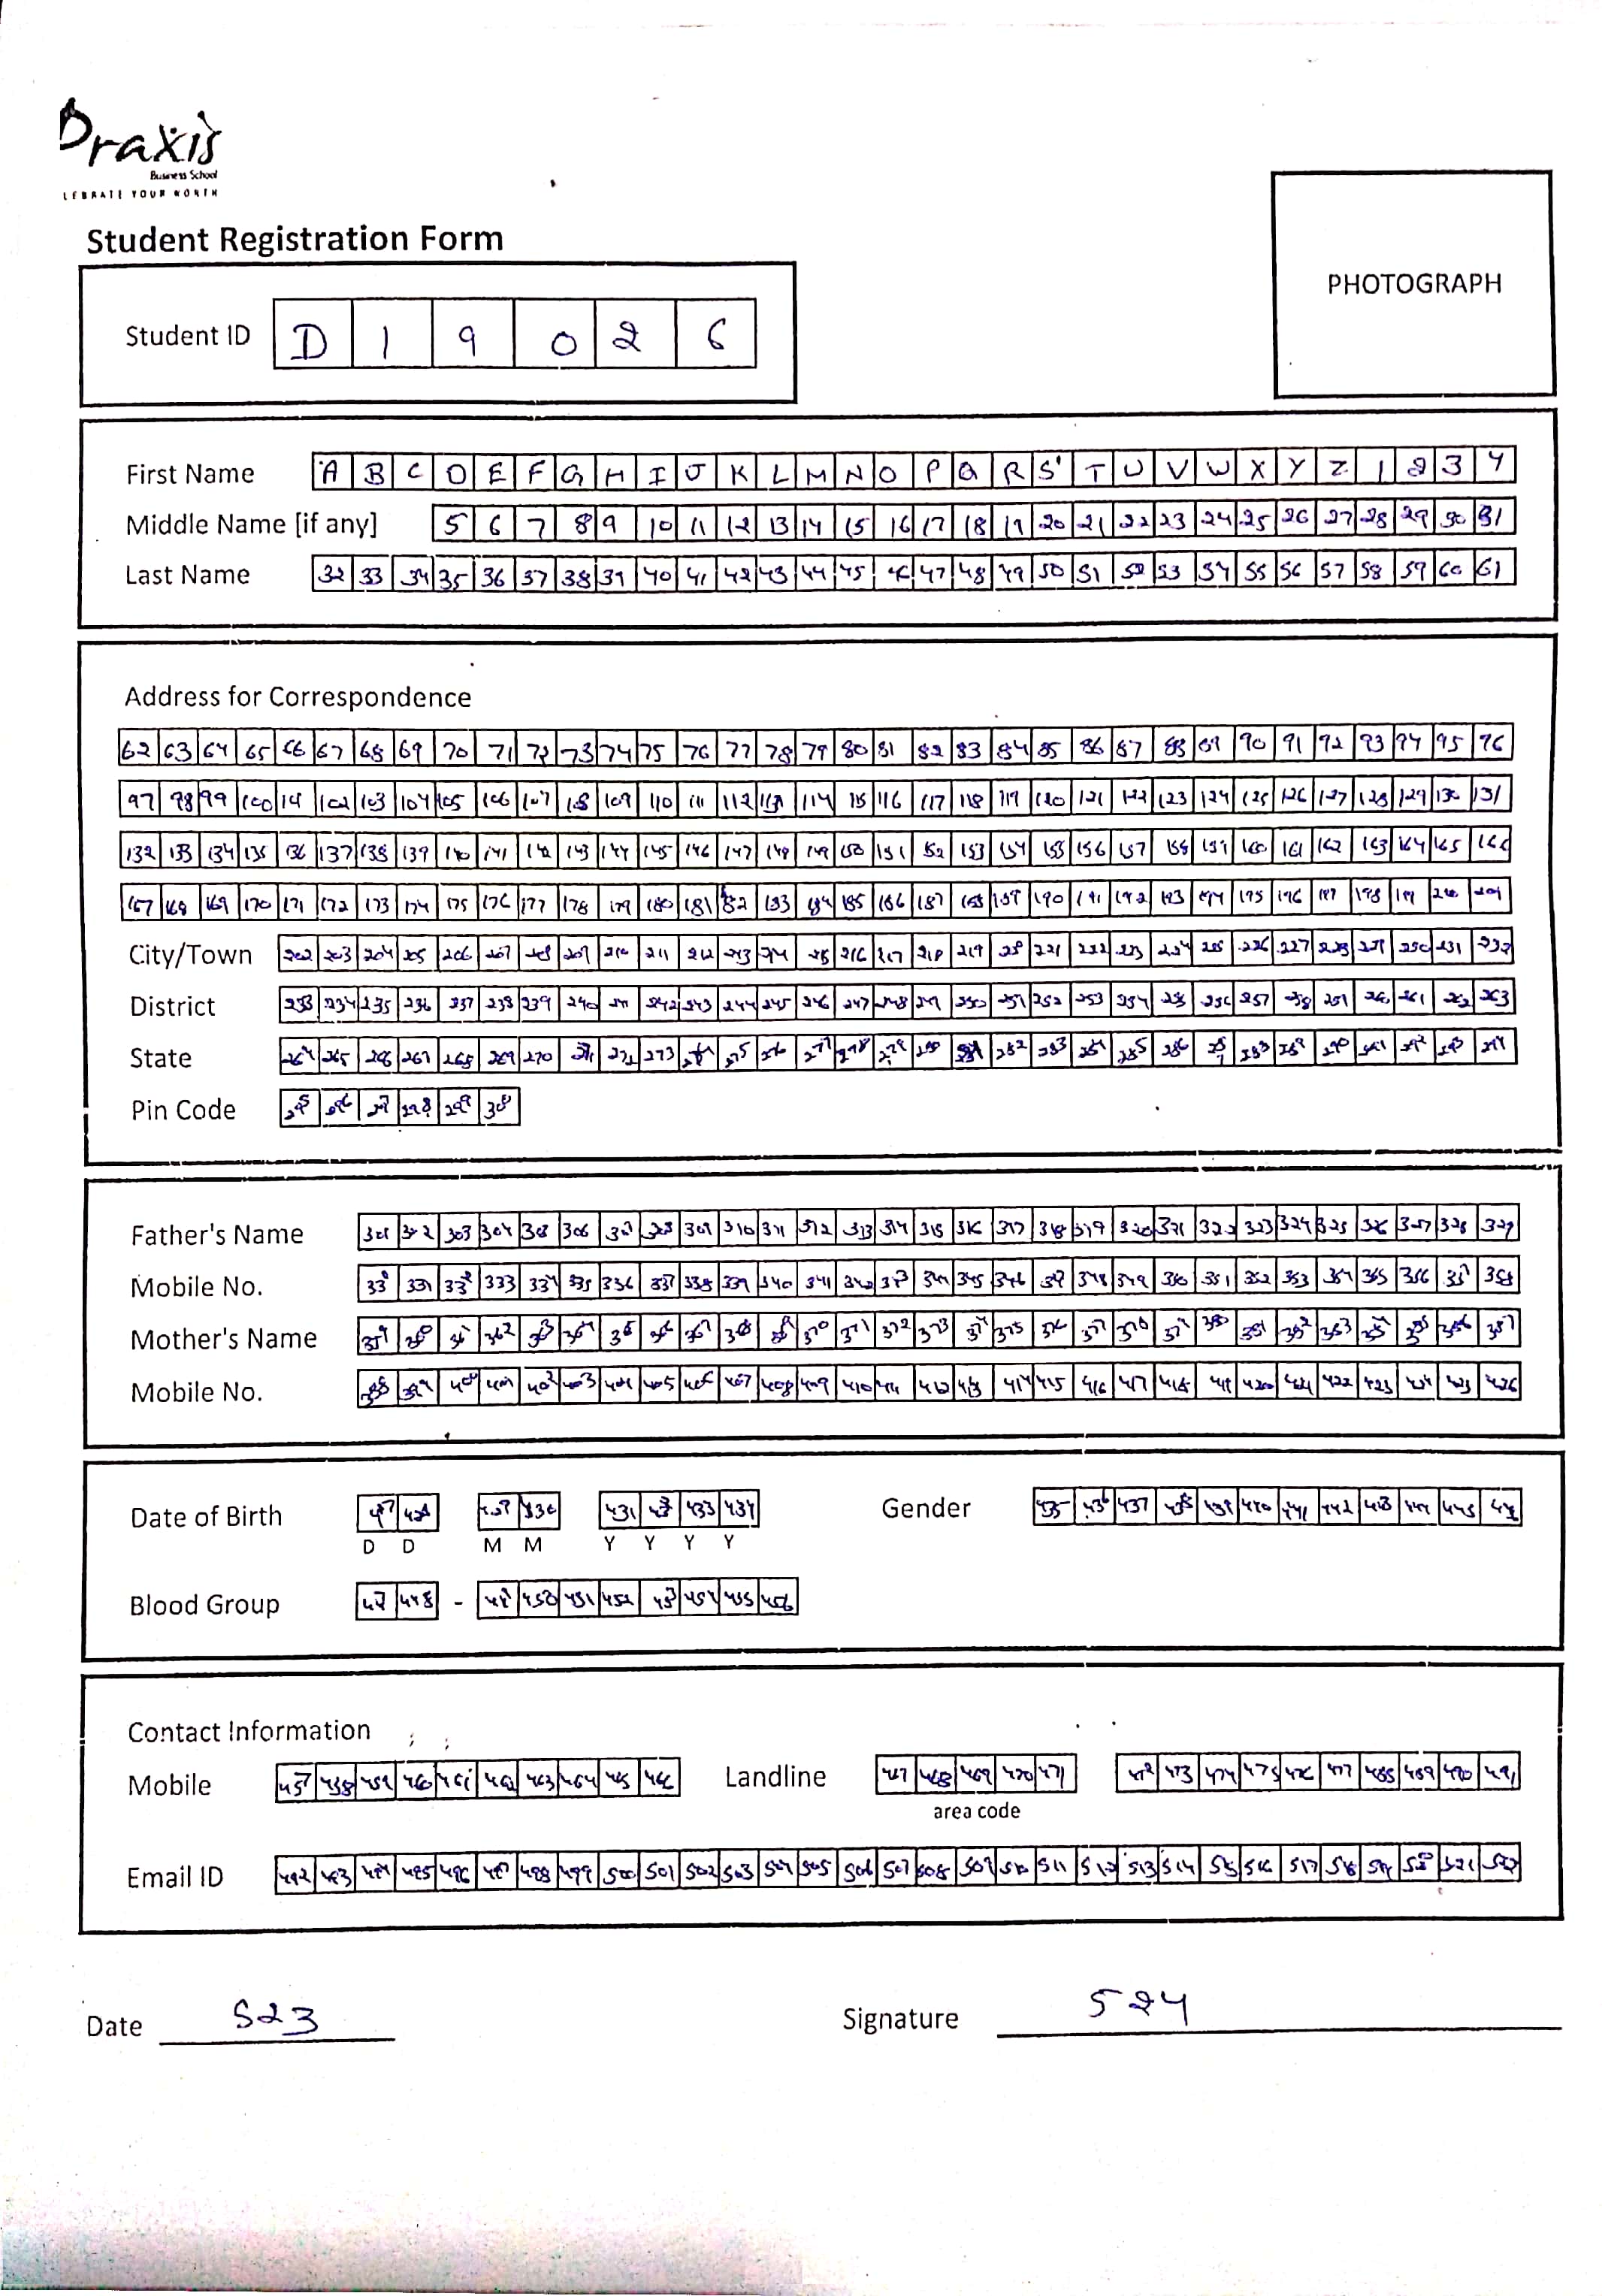 Praxis
Business School
LEBRATE YOUR WORTH
Student Registration Form
PHOTOGRAPH
Student ID D 1 9 0 2 6
First Name A B C D E F G H I J K L M N O P Q R S T U V W X Y Z 1 2 3 4
Middle Name [if any] 5 6 7 8 9 10 11 12 13 14 15 16 17 18 19 20 21 22 23 24 25 26 27 28 29 30 31
Last Name 32 33 34 35 36 37 38 39 40 41 42 43 44 45 46 47 48 49 50 51 52 53 54 55 56 57 58 59 60 61
Address for Correspondence
62 63 64 65 66 67 68 69 70 71 72 73 74 75 76 77 78 79 80 81 82 83 84 85 86 87 88 89 90 91 92 93 94 95 96
97 98 99 100 101 102 103 104 105 106 107 108 109 110 111 112 113 114 115 116 117 118 119 120 121 122 123 124 125 126 127 128 129 130 131
132 133 134 135 136 137 138 139 140 141 142 143 144 145 146 147 148 149 150 151 152 153 154 155 156 157 158 159 160 161 162 163 164 165 166
167 168 169 170 171 172 173 174 175 176 177 178 179 180 181 182 183 184 185 186 187 188 189 190 191 192 193 194 195 196 197 198 199 200 201
City/Town 202 203 204 205 206 207 208 209 210 211 212 213 214 215 216 217 218 219 220 221 222 223 224 225 226 227 228 229 230 231 232
District 233 234 235 236 237 238 239 240 241 242 243 244 245 246 247 248 249 250 251 252 253 254 255 256 257 258 259 260 261 262 263
State 264 265 266 267 268 269 270 271 272 273 274 275 276 277 278 279 280 281 282 283 284 285 286 287 288 289 290 291 292 293 294
Pin Code 295 296 297 298 299 300
Father's Name 301 302 303 304 305 306 307 308 309 310 311 312 313 314 315 316 317 318 319 320 321 322 323 324 325 326 327 328 329
Mobile No. 330 331 332 333 334 335 336 337 338 339 340 341 342 343 344 345 346 347 348 349 350 351 352 353 354 355 356 357 358
Mother's Name 359 360 361 362 363 364 365 366 367 368 369 370 371 372 373 374 375 376 377 378 379 380 381 382 383 384 385 386 387
Mobile No. 388 399 400 401 402 403 404 405 406 407 408 409 410 411 412 413 414 415 416 417 418 419 420 421 422 423 424 425 426
Date of Birth 427 428 429 430 431 432 433 434 Gender 435 436 437 438 439 440 441 442 443 444 445 446
D D M M Y Y Y Y
Blood Group 447 448 - 449 450 451 452 453 454 455 456
Contact Information
Mobile 457 458 459 460 461 462 463 464 465 466 Landline 467 468 469 470 471 472 473 474 475 476 477 488 489 490 491
area code
Email ID 492 493 494 495 496 497 498 499 500 501 502 503 504 505 506 507 508 509 510 511 512 513 514 515 516 517 518 519 520 521 522
Date 523 Signature 524